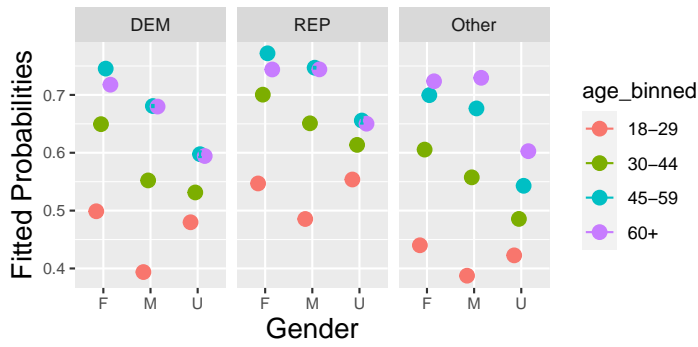 DEM REP Other
Fitted Probabilities
0.7
0.6
0.5
0.4
F M U F M U F M U
Gender
age_binned
18–29
30–44
45–59
60+